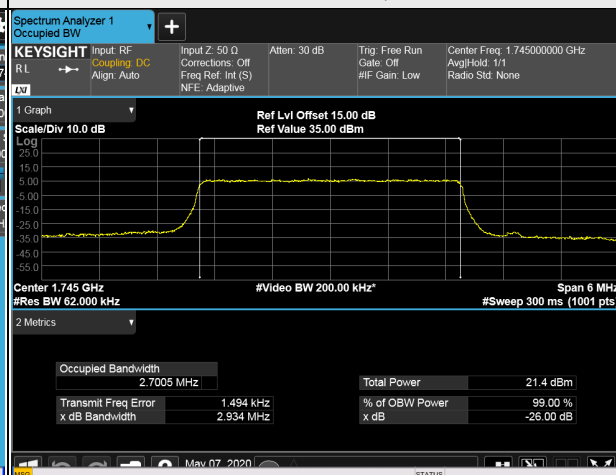 Spectrum Analyzer 1
Occupied BW
KEYSIGHT
R L
LXI
Input: RF
Coupling: DC
Align: Auto
Input Z: 50 Ω
Corrections: Off
Freq Ref: Int (S)
NFE: Adaptive
Atten: 30 dB
Trig: Free Run
Gate: Off
#IF Gain: Low
Center Freq: 1.745000000 GHz
Avg|Hold: 1/1
Radio Std: None
1 Graph
Scale/Div 10.0 dB
Ref Lvl Offset 15.00 dB
Ref Value 35.00 dBm
Log
25.0
15.0
5.00
-5.00
-15.0
-25.0
-35.0
-45.0
-55.0
Center 1.745 GHz
#Video BW 200.00 kHz*
Span 6 MHz
#Res BW 62.000 kHz
#Sweep 300 ms (1001 pts
2 Metrics
Occupied Bandwidth
2.7005 MHz
Total Power 21.4 dBm
Transmit Freq Error 1.494 kHz
% of OBW Power 99.00 %
x dB Bandwidth 2.934 MHz
x dB -26.00 dB
May 07, 2020
MSG
STATUS